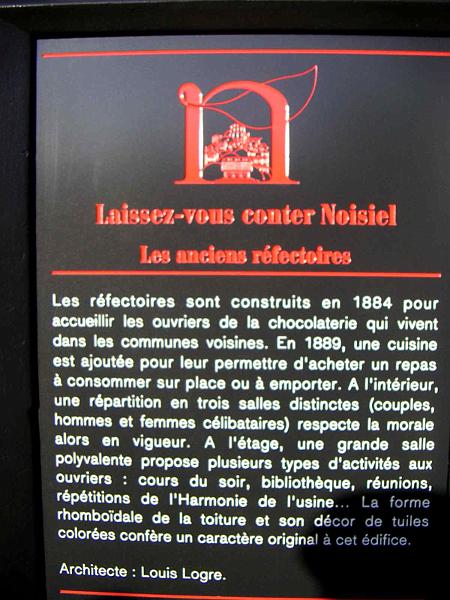 n
Laissez-vous conter Noisiel
Les anciens réfectoires
Les réfectoires sont construits en 1884 pour
accueillir les ouvriers de la chocolaterie qui vivent
dans les communes voisines. En 1889, une cuisine
est ajoutée pour leur permettre d'acheter un repas
à consommer sur place ou à emporter. A l'intérieur,
une répartition en trois salles distinctes (couples,
hommes et femmes célibataires) respecte la morale
alors en vigueur. A l'étage, une grande salle
polyvalente propose plusieurs types d'activités aux
ouvriers : cours du soir, bibliothèque, réunions,
répétitions de l'Harmonie de l'usine... La forme
rhomboïdale de la toiture et son décor de tuiles
colorées confère un caractère original à cet édifice.
Architecte : Louis Logre.